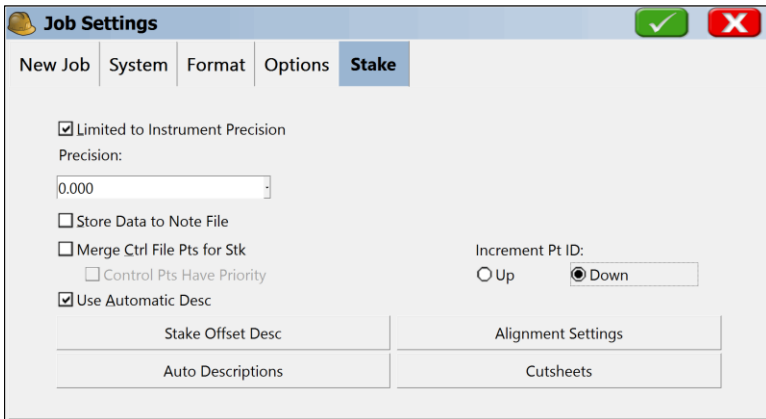 Job Settings
New Job System Format Options Stake
Limited to Instrument Precision
Precision:
0.000
Store Data to Note File
Merge Ctrl File Pts for Stk
Increment Pt ID:
Control Pts Have Priority
Up Down
Use Automatic Desc
Stake Offset Desc Alignment Settings
Auto Descriptions Cutsheets